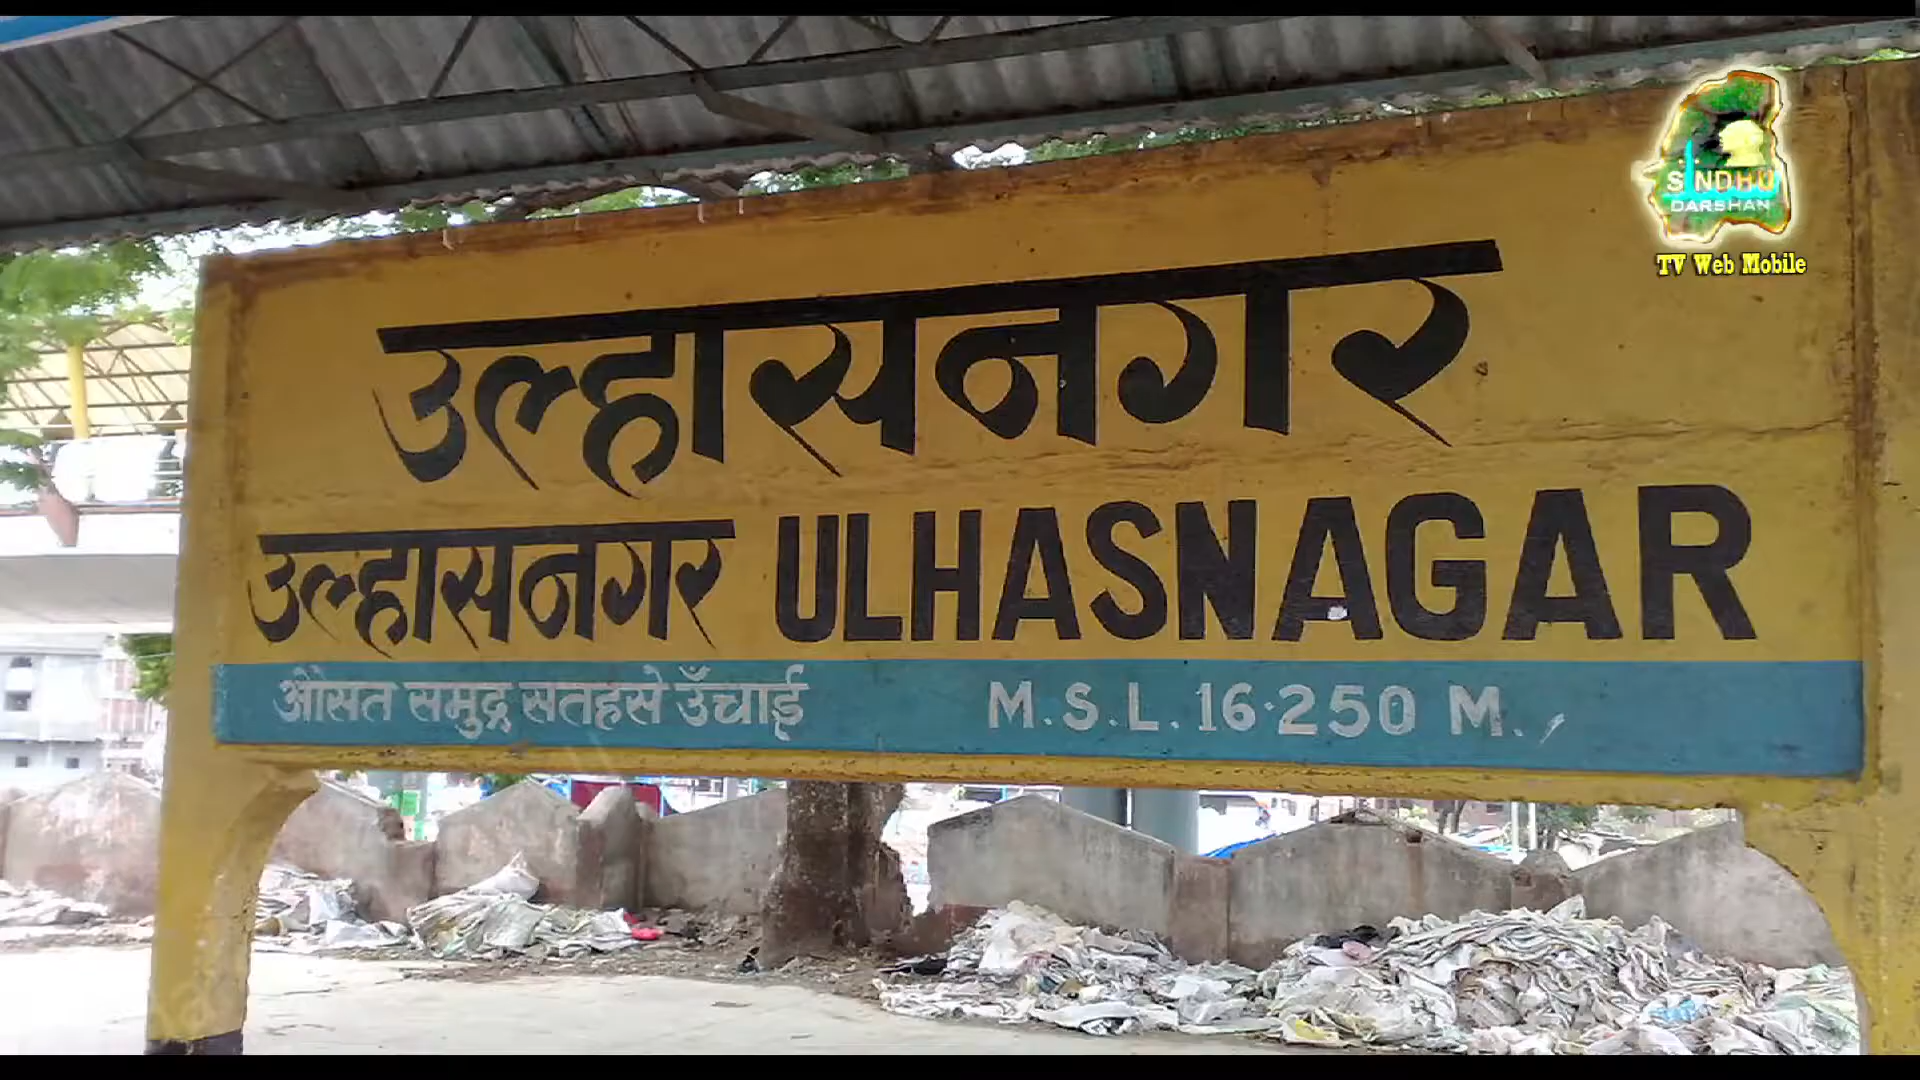 SINDHU
DARSHAN
TV Web Mobile
उल्हासनगर
उल्हासनगर ULHASNAGAR
औसत समुद्र सतहसे उँचाई M.S.L. 16·250 M.